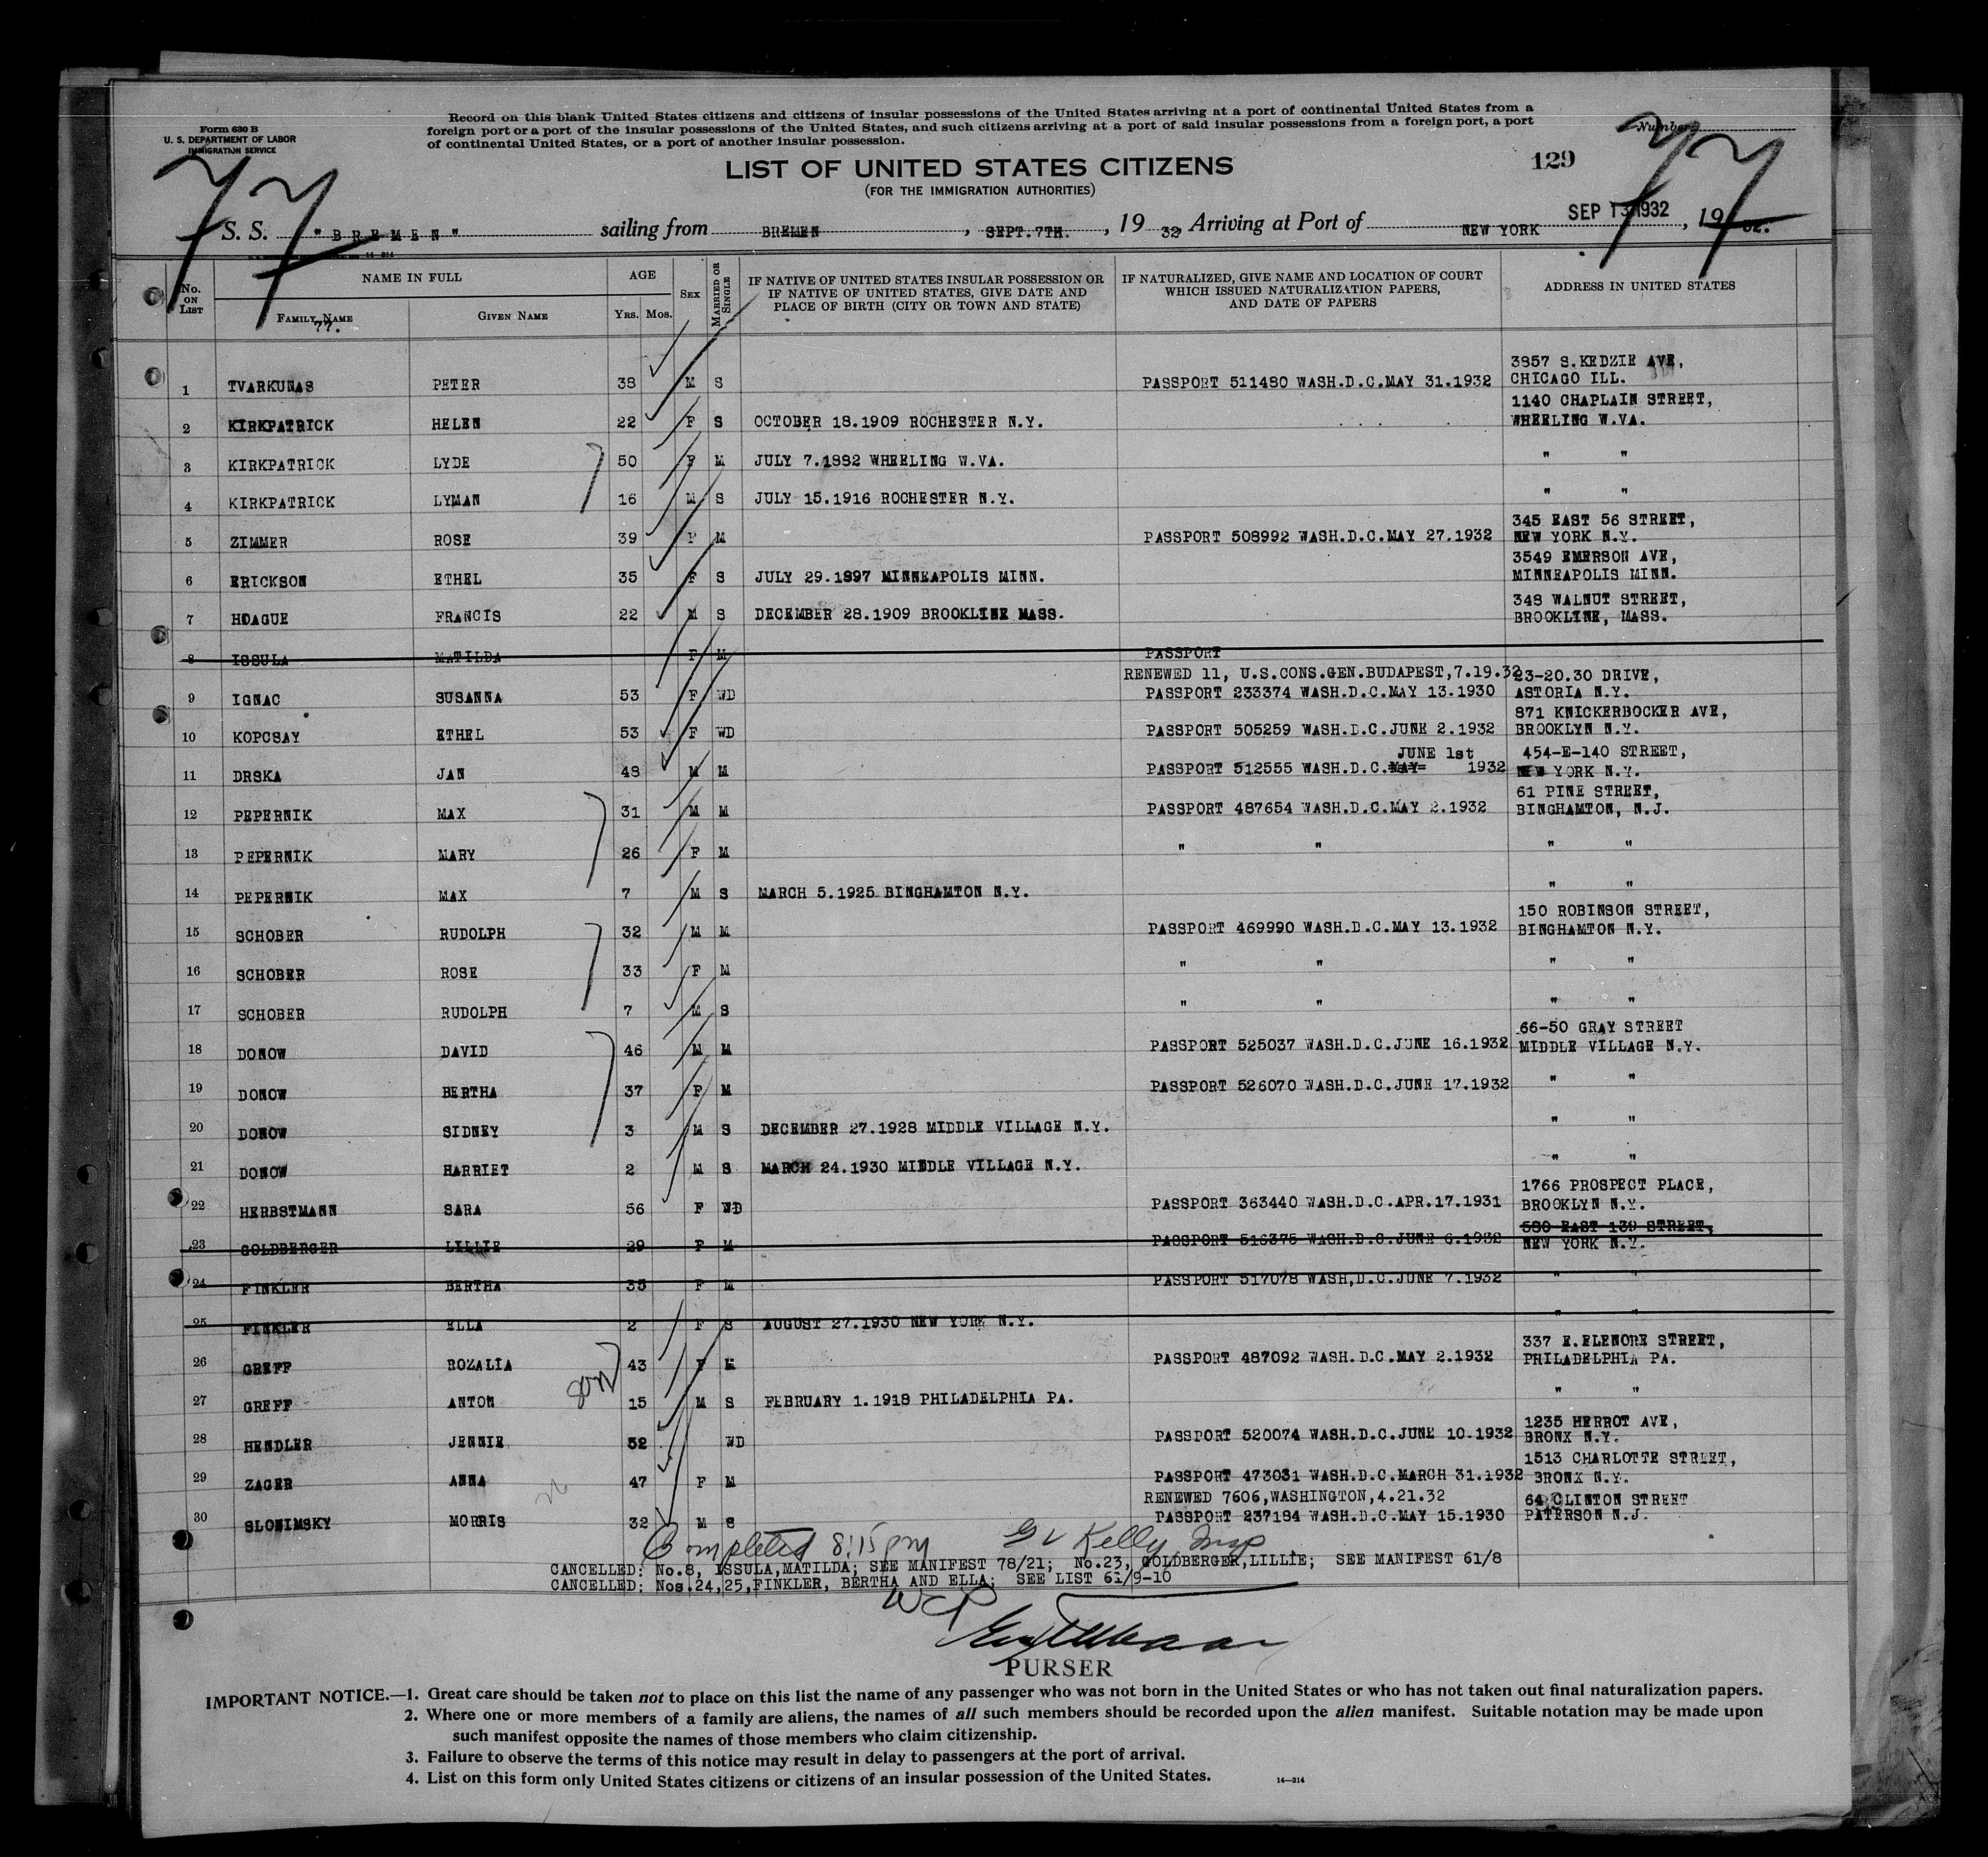 Form 630 B
U. S. DEPARTMENT OF LABOR
IMMIGRATION SERVICE
Record on this blank United States citizens and citizens of insular possessions of the United States arriving at a port of continental United States from a
foreign port or a port of the insular possessions of the United States, and such citizens arriving at a port of said insular possessions from a foreign port, a port
of continental United States, or a port of another insular possession.
Number
77
77
129
LIST OF UNITED STATES CITIZENS
(FOR THE IMMIGRATION AUTHORITIES)
S. S. "BREMEN" sailing from BREMEN, SEPT.7TH., 19 32, Arriving at Port of NEW YORK SEP 13 1932, 19 32.
14-214
No. ON LIST
NAME IN FULL
FAMILY NAME
77.
GIVEN NAME
AGE
YRS. MOS.
SEX
MARRIED OR SINGLE
IF NATIVE OF UNITED STATES INSULAR POSSESSION OR
IF NATIVE OF UNITED STATES, GIVE DATE AND
PLACE OF BIRTH (CITY OR TOWN AND STATE)
IF NATURALIZED, GIVE NAME AND LOCATION OF COURT
WHICH ISSUED NATURALIZATION PAPERS,
AND DATE OF PAPERS
ADDRESS IN UNITED STATES
3857 S.KEDZIE AVE,
1 TVARKUNAS PETER 38 M S PASSPORT 511480 WASH.D.C.MAY 31.1932 CHICAGO ILL.
1140 CHAPLAIN STREET,
2 KIRKPATRICK HELEN 22 F S OCTOBER 18.1909 ROCHESTER N.Y. WHEELING W.VA.
3 KIRKPATRICK LYDE 50 F M JULY 7.1882 WHEELING W.VA. " "
4 KIRKPATRICK LYMAN 16 M S JULY 15.1916 ROCHESTER N.Y. " "
345 EAST 56 STREET,
5 ZIMMER ROSE 39 F M PASSPORT 508992 WASH.D.C.MAY 27.1932 NEW YORK N.Y.
3549 EMERSON AVE,
6 ERICKSON ETHEL 35 F S JULY 29.1897 MINNEAPOLIS MINN. MINNEAPOLIS MINN.
348 WALNUT STREET,
7 HOAGUE FRANCIS 22 M S DECEMBER 28.1909 BROOKLINE MASS. BROOKLINE, MASS.
8 ISSULA MATILDA F M PASSPORT
RENEWED 11, U.S.CONS.GEN.BUDAPEST,7.19.32 23-20.30 DRIVE,
9 IGNAC SUSANNA 53 F WD PASSPORT 233374 WASH.D.C.MAY 13.1930 ASTORIA N.Y.
871 KNICKERBOCKER AVE,
10 KOPCSAY ETHEL 53 F WD PASSPORT 505259 WASH.D.C.JUNE 2.1932 BROOKLYN N.Y.
JUNE 1st 454-E-140 STREET,
11 DRSKA JAN 48 M M PASSPORT 512555 WASH.D.C.MAY 1932 NEW YORK N.Y.
61 PINE STREET,
12 PEPERNIK MAX 31 M M PASSPORT 487654 WASH.D.C.MAY 2.1932 BINGHAMTON, N.J.
13 PEPERNIK MARY 26 F M " " " "
14 PEPERNIK MAX 7 M S MARCH 5.1925 BINGHAMTON N.Y. " "
150 ROBINSON STREET,
15 SCHOBER RUDOLPH 32 M M PASSPORT 469990 WASH.D.C.MAY 13.1932 BINGHAMTON N.Y.
16 SCHOBER ROSE 33 F M " " " "
17 SCHOBER RUDOLPH 7 M S " " " "
66-50 GRAY STREET
18 DONOW DAVID 46 M M PASSPORT 525037 WASH.D.C.JUNE 16.1932 MIDDLE VILLAGE N.Y.
19 DONOW BERTHA 37 F M PASSPORT 526070 WASH.D.C.JUNE 17.1932 " "
20 DONOW SIDNEY 3 M S DECEMBER 27.1928 MIDDLE VILLAGE N.Y. " "
21 DONOW HARRIET 2 M S MARCH 24.1930 MINDLE VILLAGE N.Y. " "
1766 PROSPECT PLACE,
22 HERBSTMANN SARA 56 F WD PASSPORT 363440 WASH.D.C.APR.17.1931 BROOKLYN N.Y.
580 EAST 139 STREET,
23 GOLDBERGER LILLIE 29 F M PASSPORT 516375 WASH.D.C.JUNE 6.1932 NEW YORK N.Y.
24 FINKLER BERTHA 35 F M PASSPORT 517078 WASH,D.C.JUNE 7.1932 " "
25 FINKLER ELLA 2 F S AUGUST 27.1930 NEW YORK N.Y. " "
337 E.ELENORE STREET,
26 GREFF ROZALIA 43 F M PASSPORT 487092 WASH.D.C.MAY 2.1932 PHILADELPHIA PA.
27 GREFF ANTON son 15 M S FEBRUARY 1.1918 PHILADELPHIA PA. " "
1235 HERROT AVE,
28 HENDLER JENNIE 52 WD PASSPORT 520074 WASH.D.C.JUNE 10.1932 BRONX N.Y.
1513 CHARLOTTE STREET,
29 ZAGER ANNA 47 F M PASSPORT 473031 WASH.D.C.MARCH 31.1932 BRONX N.Y.
RENEWED 7606,WASHINGTON,4.21.32 64 CLINTON STREET
30 SLONIMSKY MORRIS 32 M S PASSPORT 237184 WASH.D.C.MAY 15.1930 PATERSON N.J.
Completed 8:15 pm Kelly Insp
CANCELLED: No.8, ISSULA,MATILDA; SEE MANIFEST 78/21; No.23, GOLDBERGER,LILLIE; SEE MANIFEST 61/8
CANCELLED: Nos.24,25,FINKLER, BERTHA AND ELLA; SEE LIST 61/9-10
PURSER
IMPORTANT NOTICE.—1. Great care should be taken not to place on this list the name of any passenger who was not born in the United States or who has not taken out final naturalization papers.
2. Where one or more members of a family are aliens, the names of all such members should be recorded upon the alien manifest. Suitable notation may be made upon
such manifest opposite the names of those members who claim citizenship.
3. Failure to observe the terms of this notice may result in delay to passengers at the port of arrival.
4. List on this form only United States citizens or citizens of an insular possession of the United States.
14—214